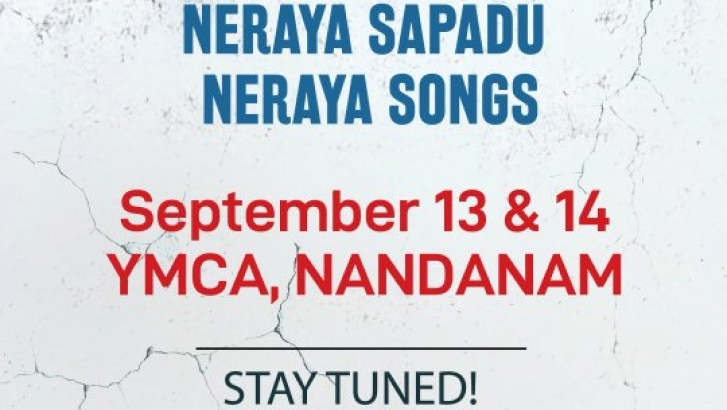 NERAYA SAPADU
NERAYA SONGS
September 13 & 14
YMCA, NANDANAM
STAY TUNED!